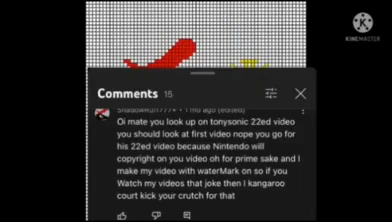 KINEMASTER
Comments 15
Shadowfun7774 • 1 mo ago (edited)
Oi mate you look up on tonysonic 22ed video
you should look at first video nope you go for
his 22ed video because Nintendo will
copyright on you video oh for prime sake and I
make my video with waterMark on so if you
Watch my videos that joke then I kangaroo
court kick your crutch for that